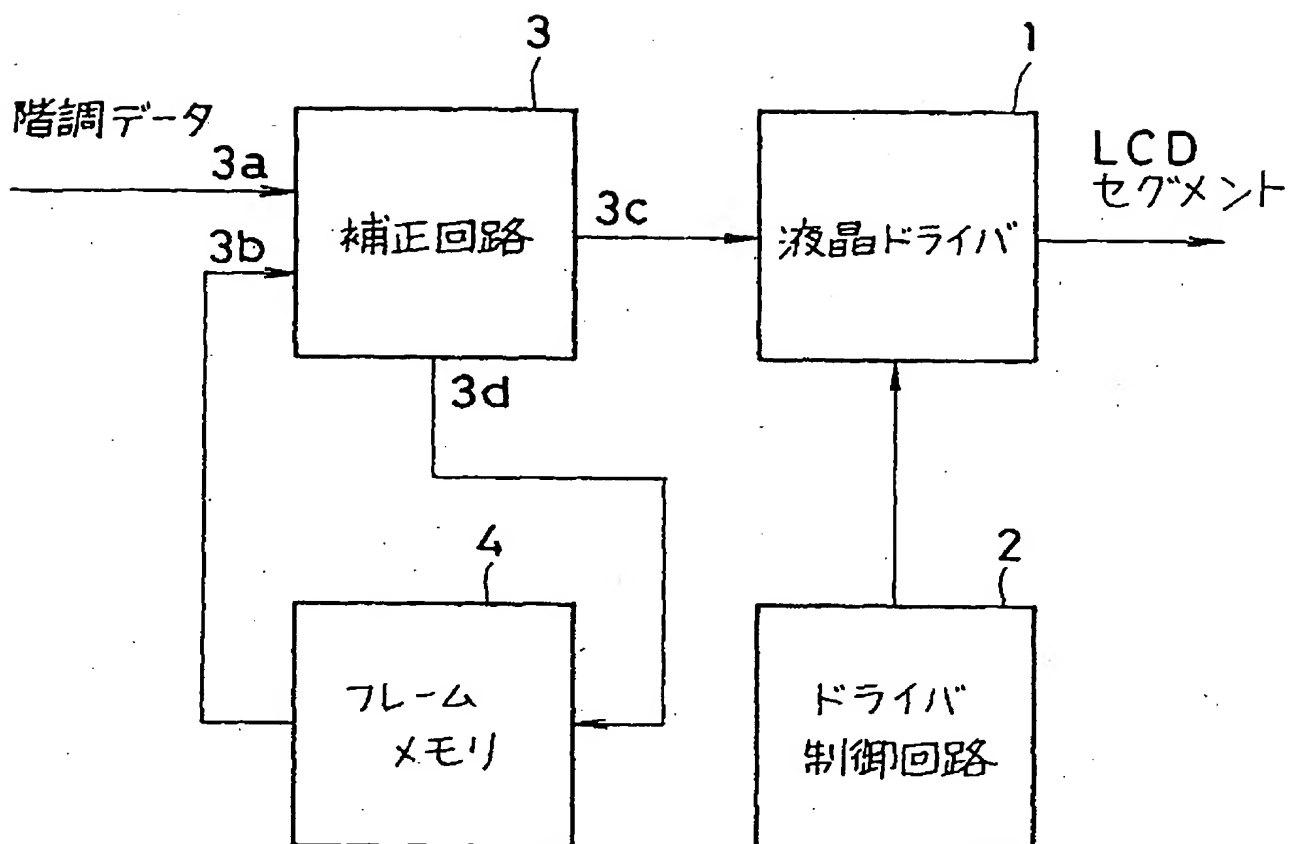 3
1
階調データ
3a
LCD
セグメント
補正回路
3c
液晶ドライバ
3b
3d
4
2
フレーム
メモリ
ドライバ
制御回路